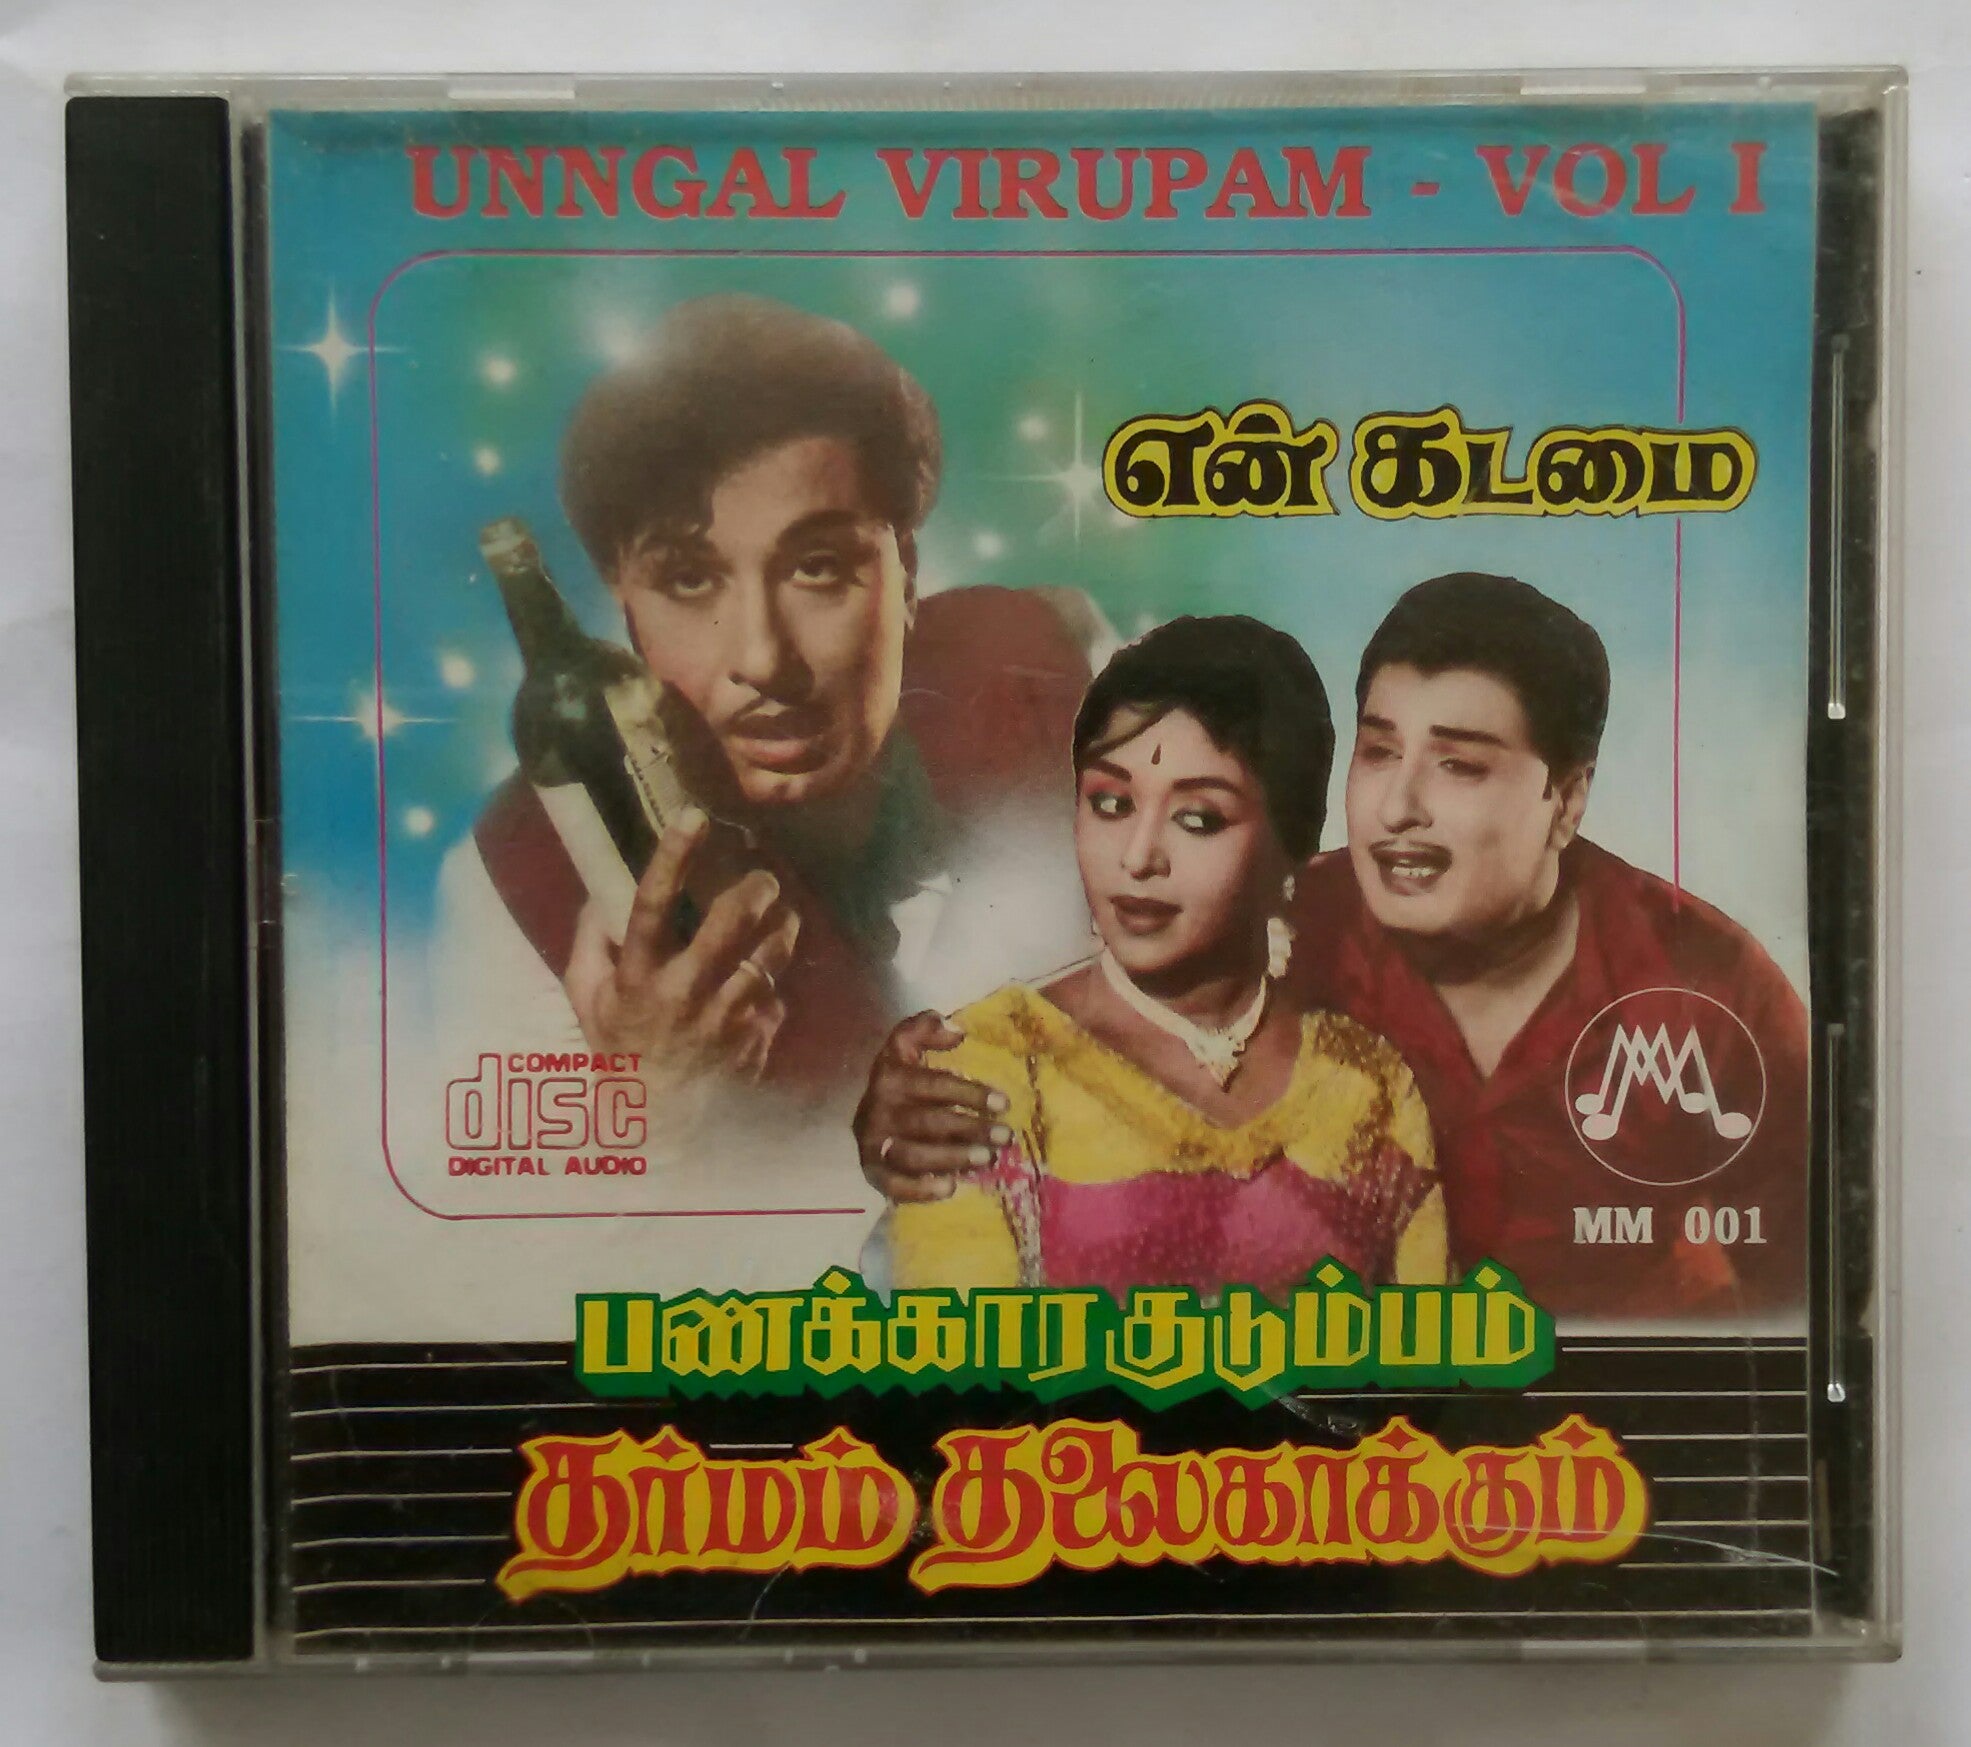 UNNGAL VIRUPAM - VOL I
என் கடமை
COMPACT
disc
DIGITAL AUDIO
MM 001
பணக்கார குடும்பம்
தர்மம் தலைகாக்கும்